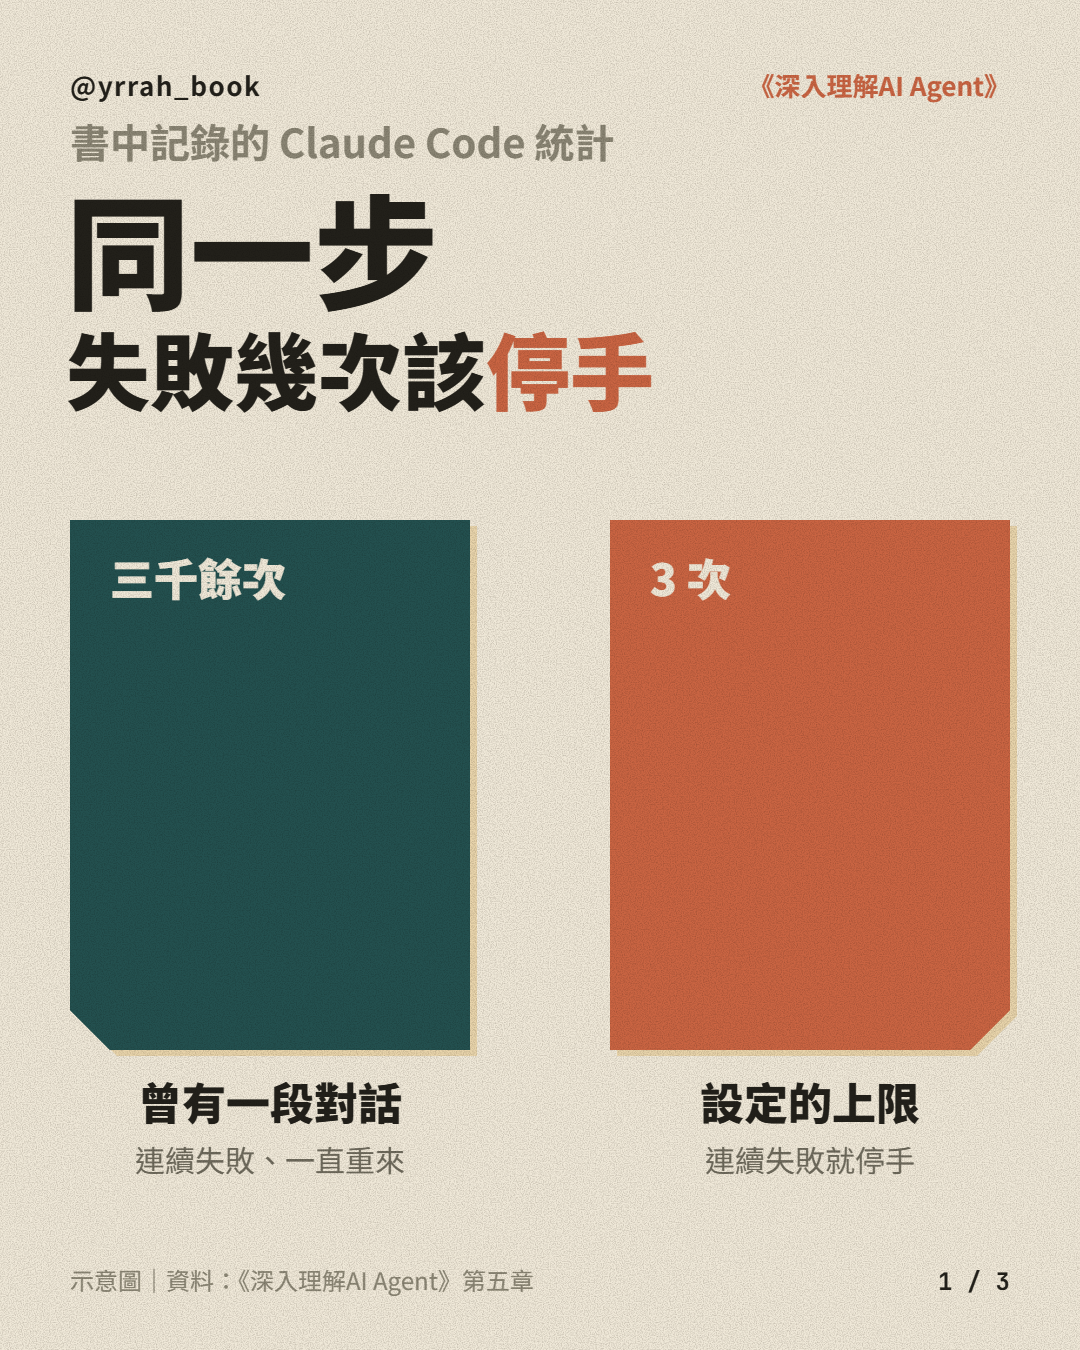 @yrrah_book
《深入理解AI Agent》
書中記錄的 Claude Code 統計
同一步
失敗幾次該停手
三千餘次
3 次
曾有一段對話
連續失敗、一直重來
設定的上限
連續失敗就停手
示意圖｜資料：《深入理解AI Agent》第五章
1 / 3